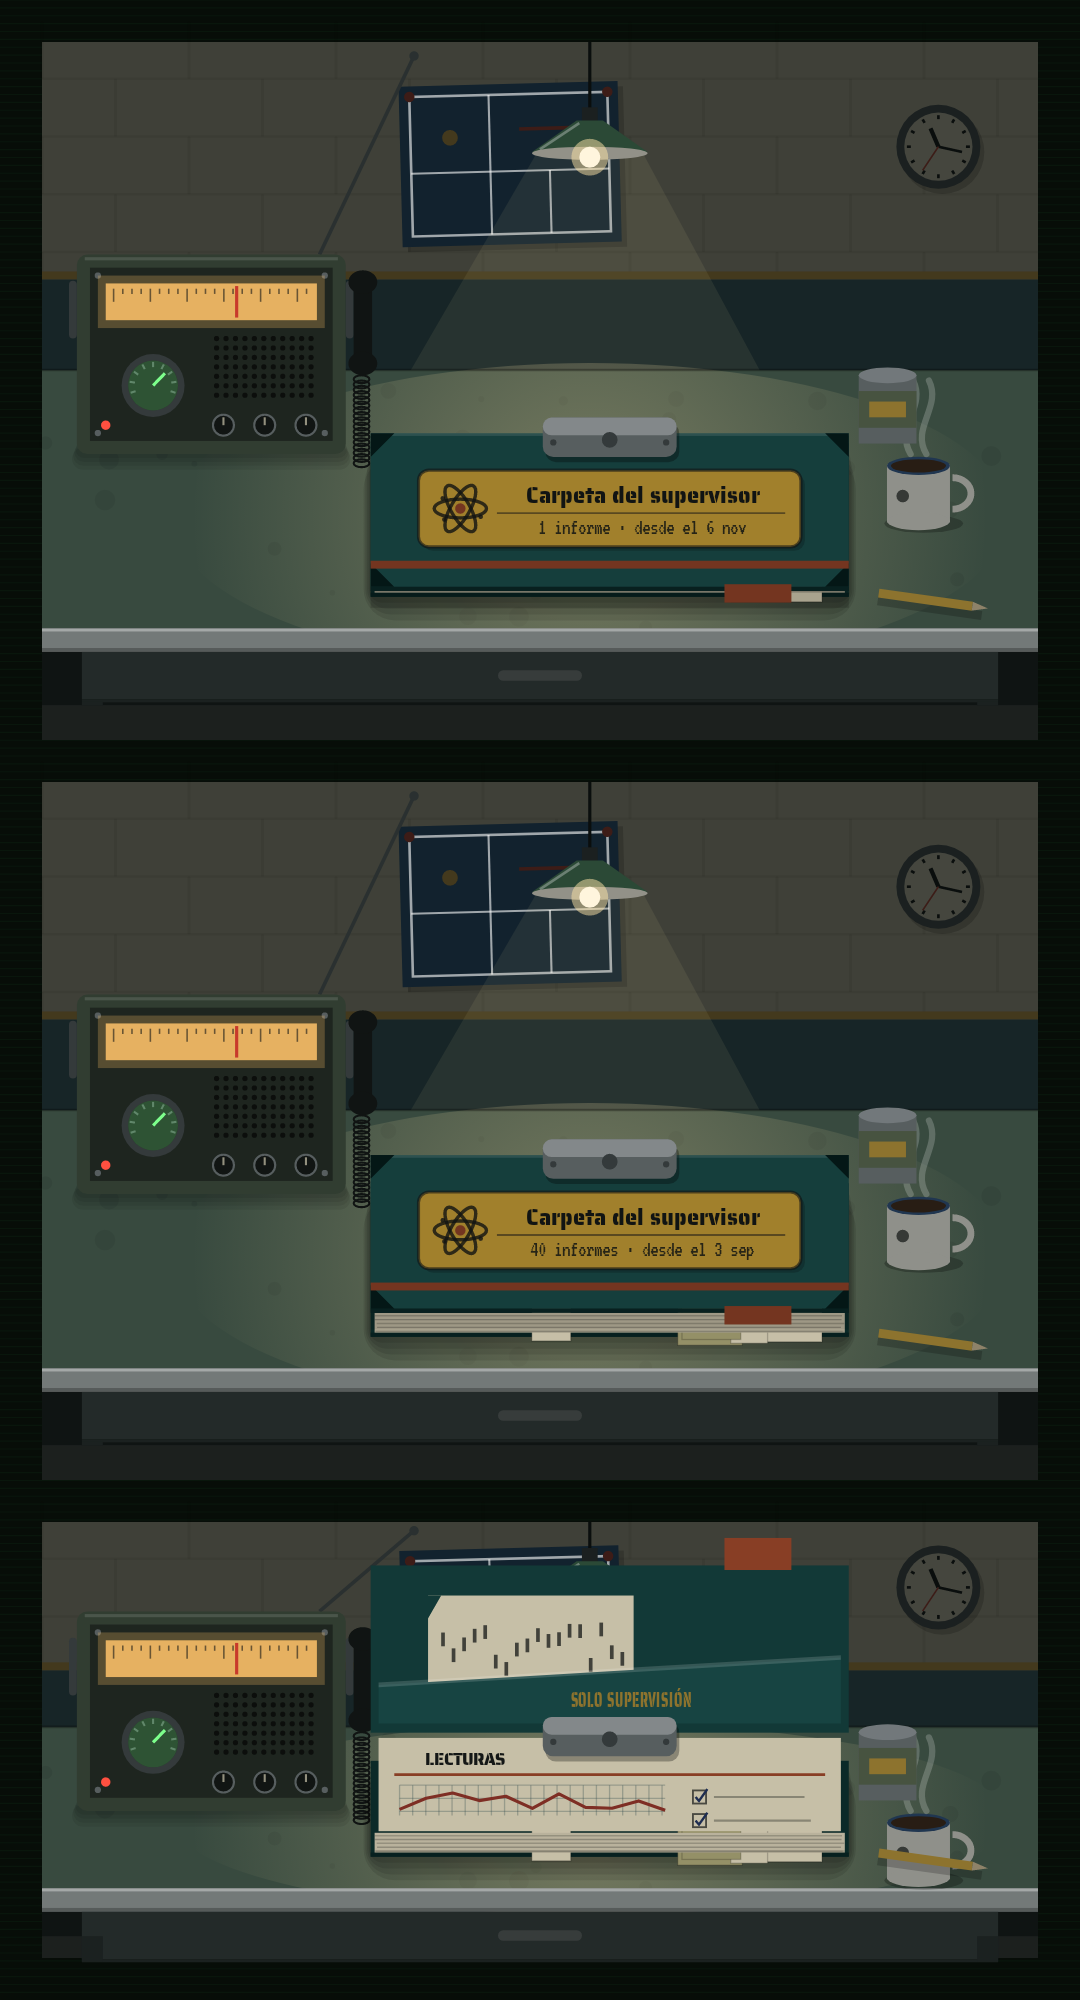 Carpeta del supervisor
1 informe · desde el 6 nov
Carpeta del supervisor
40 informes · desde el 3 sep
SOLO SUPERVISIÓN
LECTURAS